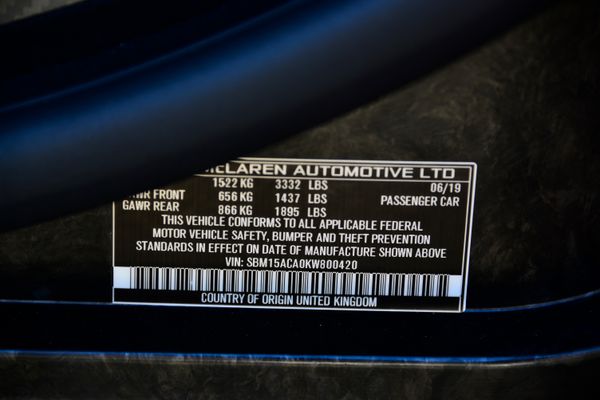 McLAREN AUTOMOTIVE LTD
1522 KG 3332 LBS 06/19
FRONT 656 KG 1437 LBS PASSENGER CAR
GAWR REAR 866 KG 1895 LBS
THIS VEHICLE CONFORMS TO ALL APPLICABLE FEDERAL
MOTOR VEHICLE SAFETY, BUMPER AND THEFT PREVENTION
STANDARDS IN EFFECT ON DATE OF MANUFACTURE SHOWN ABOVE
VIN: SBM15ACA0KW800420
COUNTRY OF ORIGIN UNITED KINGDOM